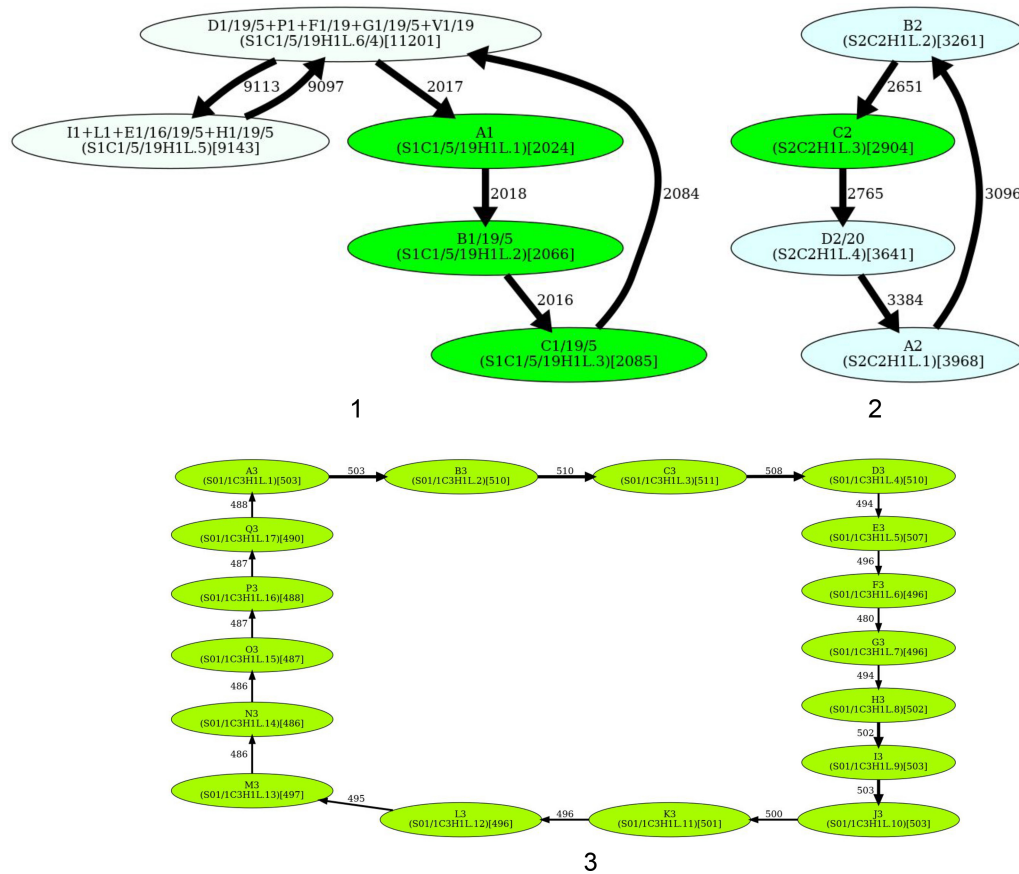 D1/19/5+P1+F1/19+G1/19/5+V1/19
(S1C1/5/19H1L.6/4)[11201]
9113
9097
2017
I1+L1+E1/16/19/5+H1/19/5
(S1C1/5/19H1L.5)[9143]
A1
(S1C1/5/19H1L.1)[2024]
2018
2084
B1/19/5
(S1C1/5/19H1L.2)[2066]
2016
C1/19/5
(S1C1/5/19H1L.3)[2085]
1
B2
(S2C2H1L.2)[3261]
2651
C2
(S2C2H1L.3)[2904]
2765
3096
D2/20
(S2C2H1L.4)[3641]
3384
A2
(S2C2H1L.1)[3968]
2
A3
(S01/1C3H1L.1)[503]
503
B3
(S01/1C3H1L.2)[510]
510
C3
(S01/1C3H1L.3)[511]
508
D3
(S01/1C3H1L.4)[510]
494
E3
(S01/1C3H1L.5)[507]
496
F3
(S01/1C3H1L.6)[496]
480
G3
(S01/1C3H1L.7)[496]
494
H3
(S01/1C3H1L.8)[502]
502
I3
(S01/1C3H1L.9)[503]
503
J3
(S01/1C3H1L.10)[503]
500
K3
(S01/1C3H1L.11)[501]
496
L3
(S01/1C3H1L.12)[496]
495
M3
(S01/1C3H1L.13)[497]
486
N3
(S01/1C3H1L.14)[486]
486
O3
(S01/1C3H1L.15)[487]
487
P3
(S01/1C3H1L.16)[488]
487
Q3
(S01/1C3H1L.17)[490]
488
3